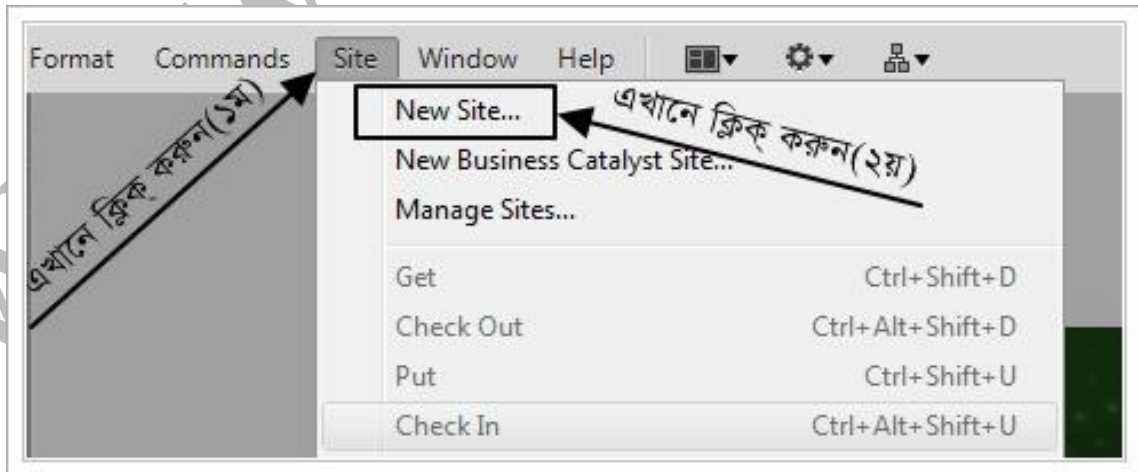 Format Commands Site Window Help
এখানে ক্লিক্ করুন(১ম)
New Site...
এখানে ক্লিক্ করুন(২য়)
New Business Catalyst Site...
Manage Sites...
Get Ctrl+Shift+D
Check Out Ctrl+Alt+Shift+D
Put Ctrl+Shift+U
Check In Ctrl+Alt+Shift+U